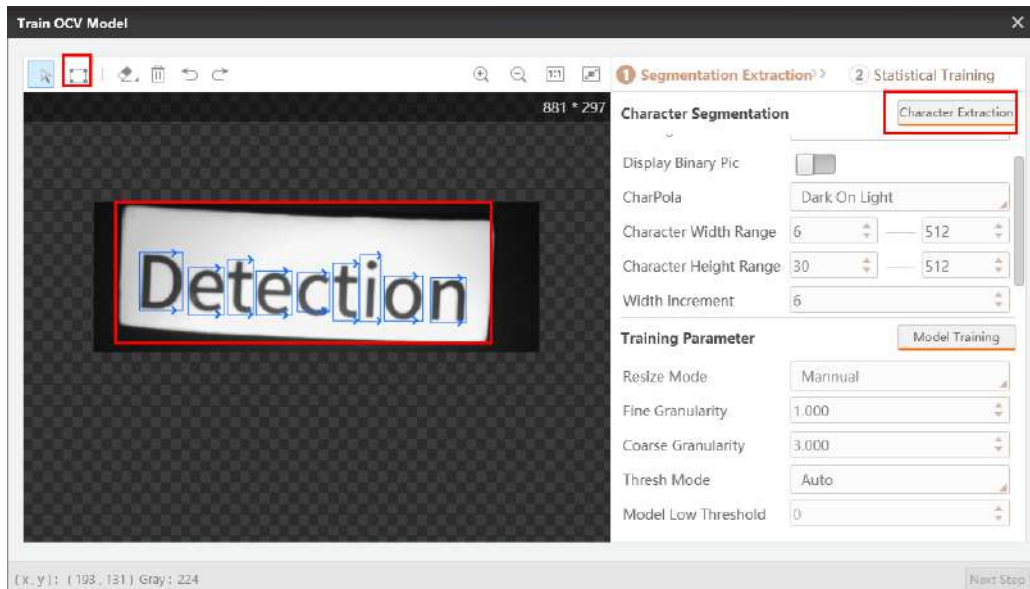 Train OCV Model
1:1
1 Segmentation Extraction >> 2 Statistical Training
881 * 297
Character Segmentation Character Extraction
Display Binary Pic
CharPola Dark On Light
Character Width Range 6 512
Character Height Range 30 512
Width Increment 6
Detection
Training Parameter Model Training
Resize Mode Mannual
Fine Granularity 1.000
Coarse Granularity 3.000
Thresh Mode Auto
Model Low Threshold 0
(x, y): (193, 131) Gray: 224 Next Step